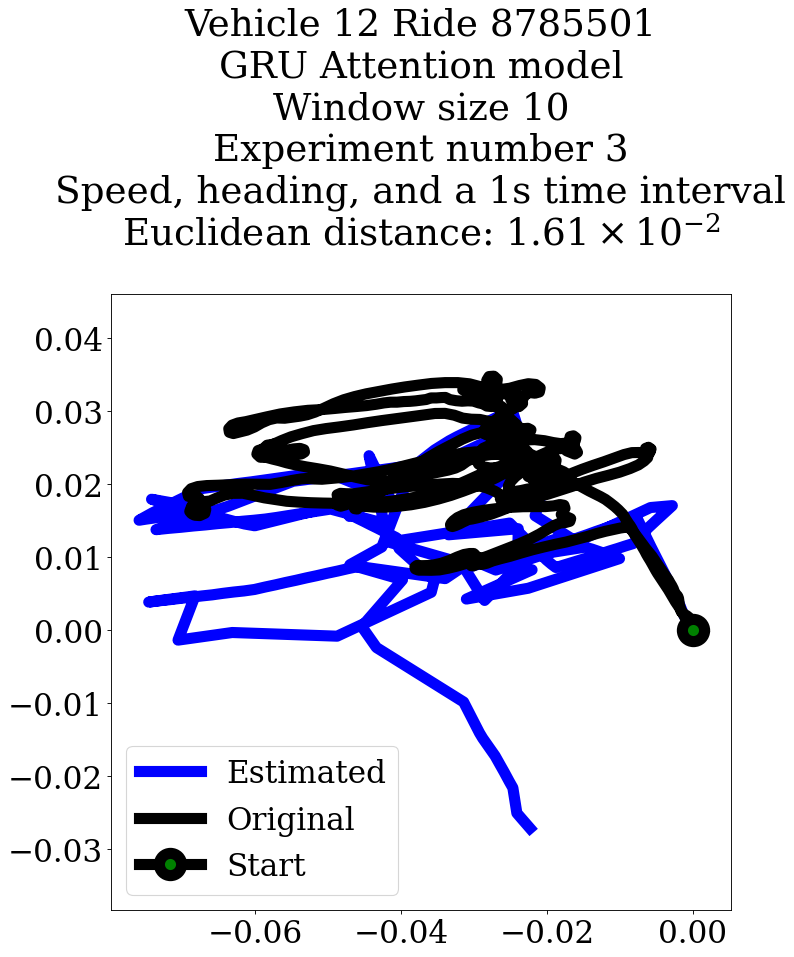 Vehicle 12 Ride 8785501
GRU Attention model
Window size 10
Experiment number 3
Speed, heading, and a 1s time interval
Euclidean distance: 1.61 × 10⁻²
0.04
0.03
0.02
0.01
0.00
−0.01
−0.02
−0.03
Estimated
Original
Start
−0.06 −0.04 −0.02 0.00